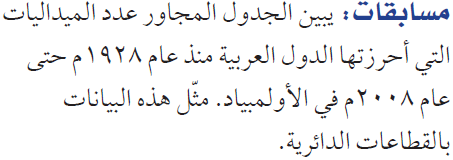 مسابقات: يبين الجدول المجاور عدد الميداليات
التي أحرزتها الدول العربية منذ عام ١٩٢٨م حتى
عام ٢٠٠٨م في الأولمبياد. مثّل هذه البيانات
بالقطاعات الدائرية.